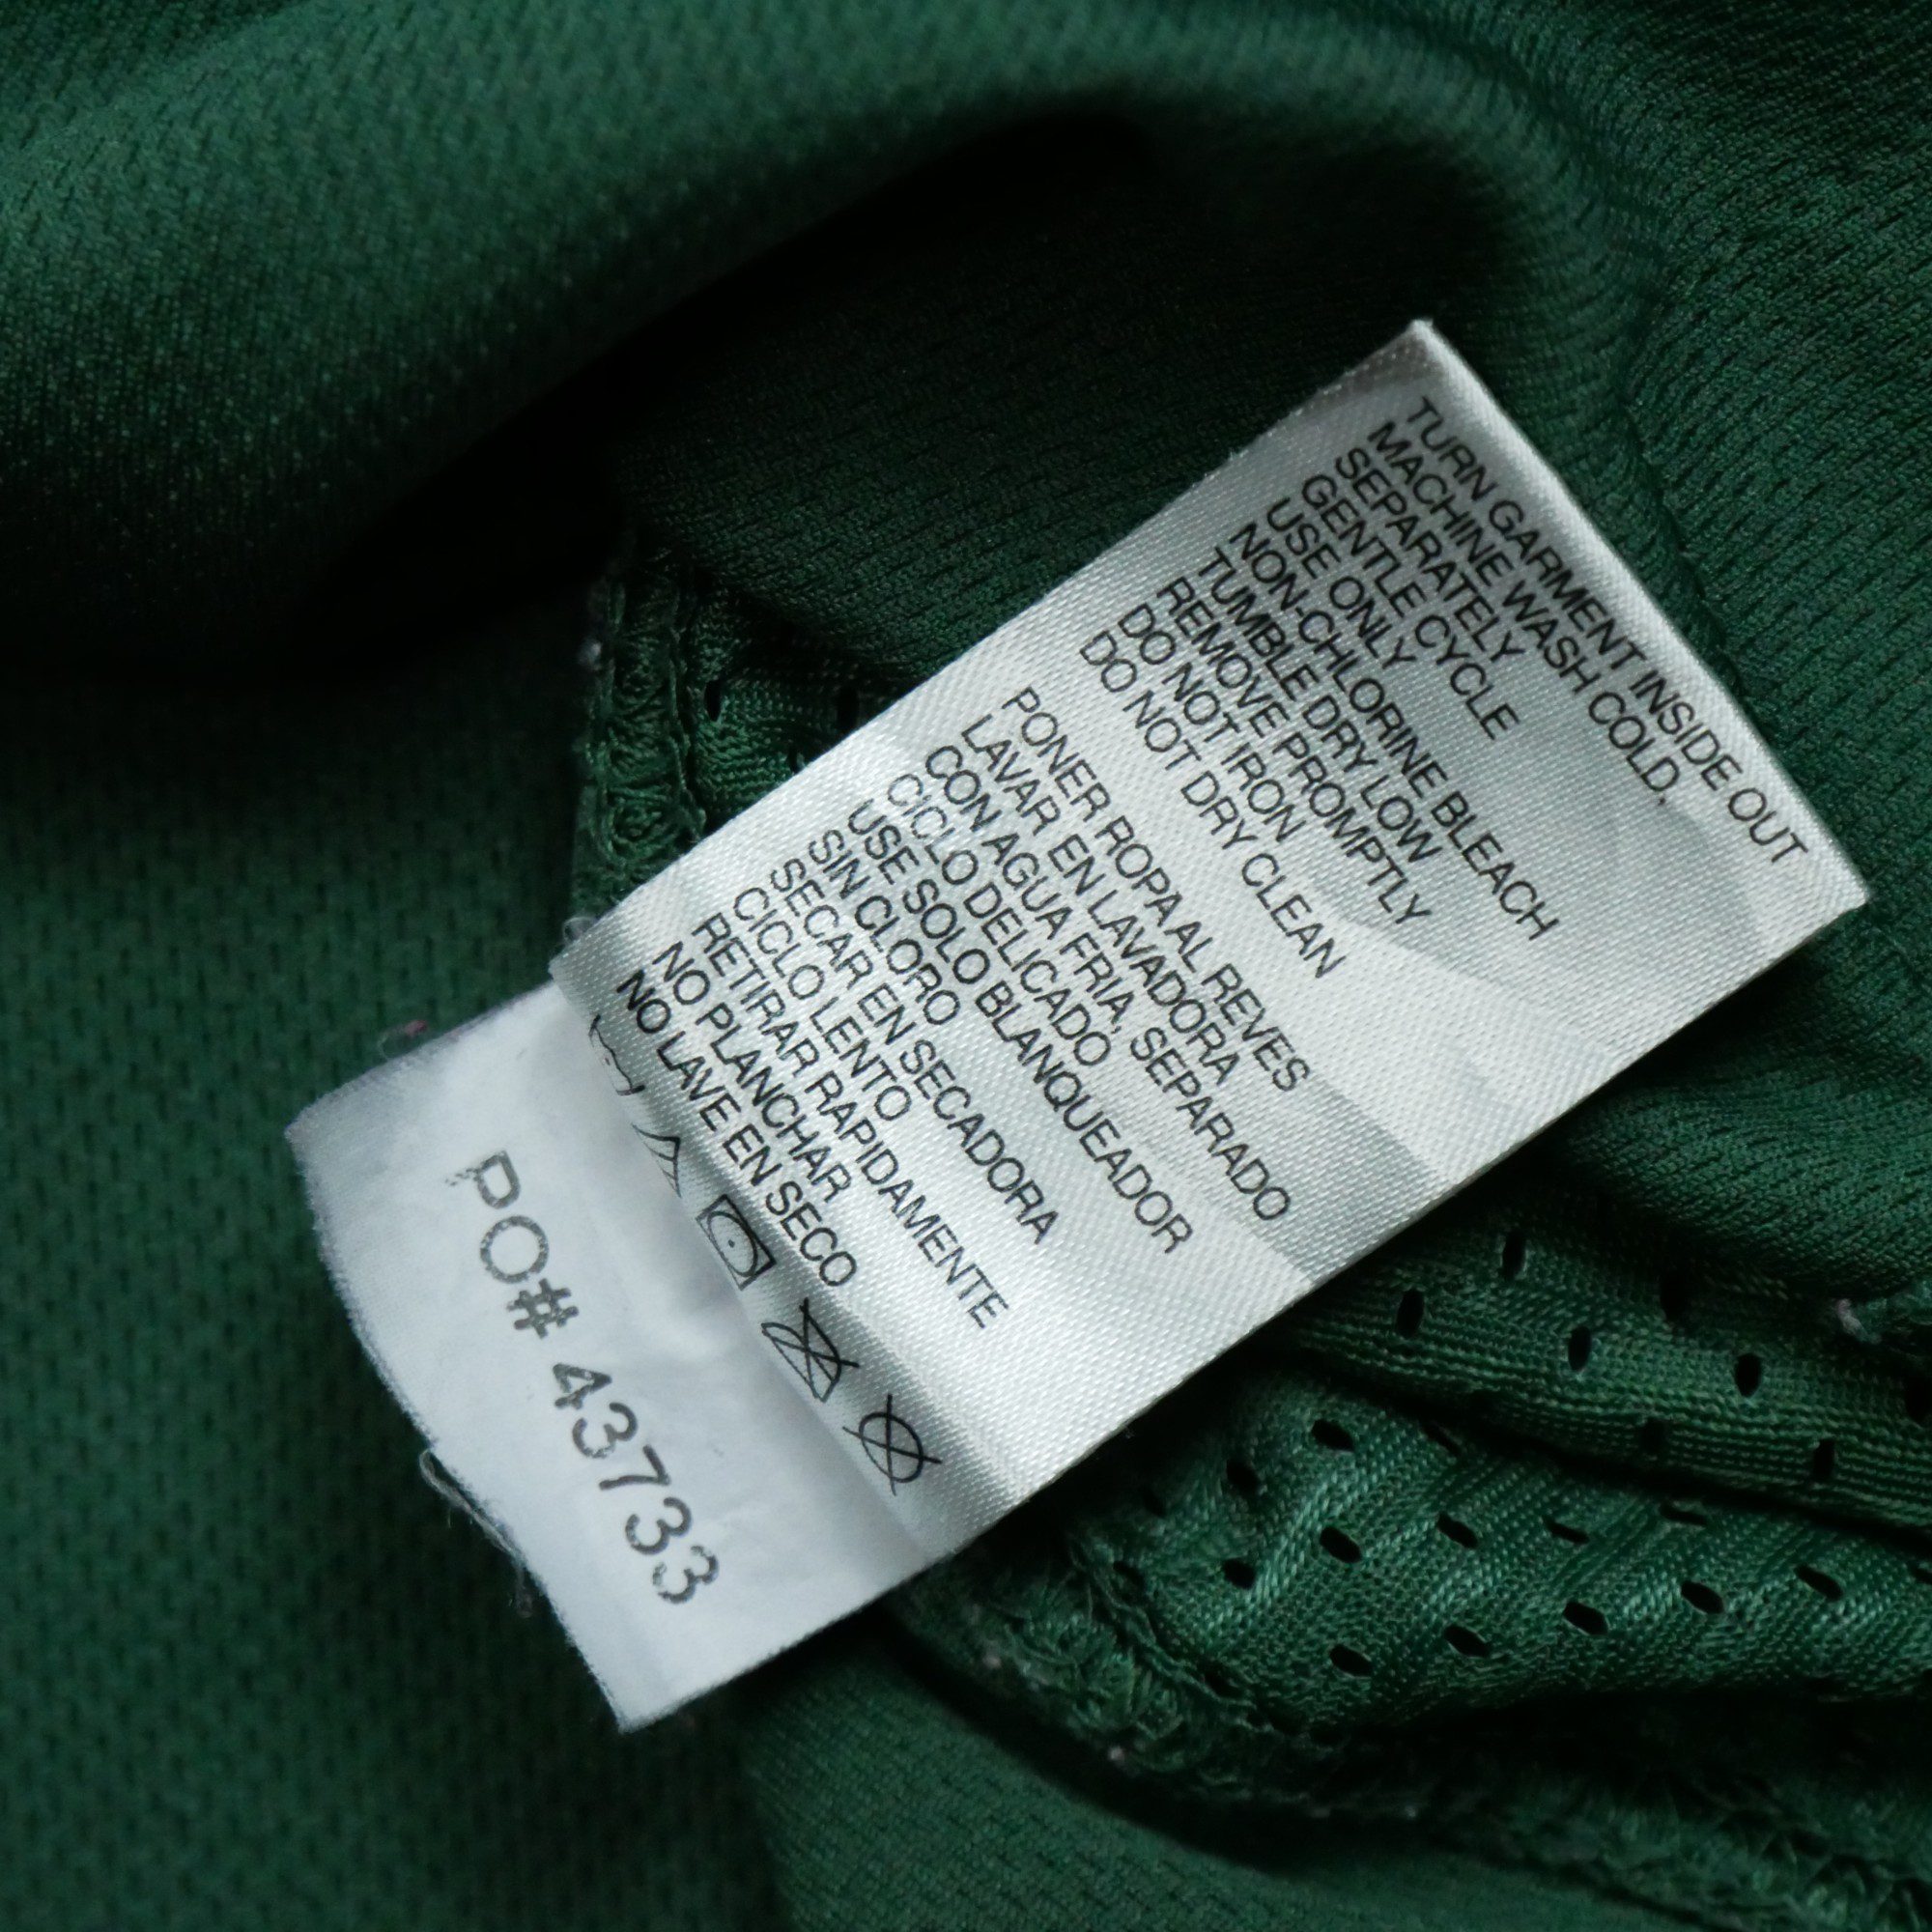 TURN GARMENT INSIDE OUT
MACHINE WASH COLD,
SEPARATELY
GENTLE CYCLE
USE ONLY
NON-CHLORINE BLEACH
TUMBLE DRY LOW
REMOVE PROMPTLY
DO NOT IRON
DO NOT DRY CLEAN
PONER ROPA AL REVES
LAVAR EN LAVADORA
CON AGUA FRIA, SEPARADO
CICLO DELICADO
USE SOLO BLANQUEADOR
SIN CLORO
SECAR EN SECADORA
CICLO LENTO
RETIRAR RAPIDAMENTE
NO PLANCHAR
NO LAVE EN SECO
PO# 43733